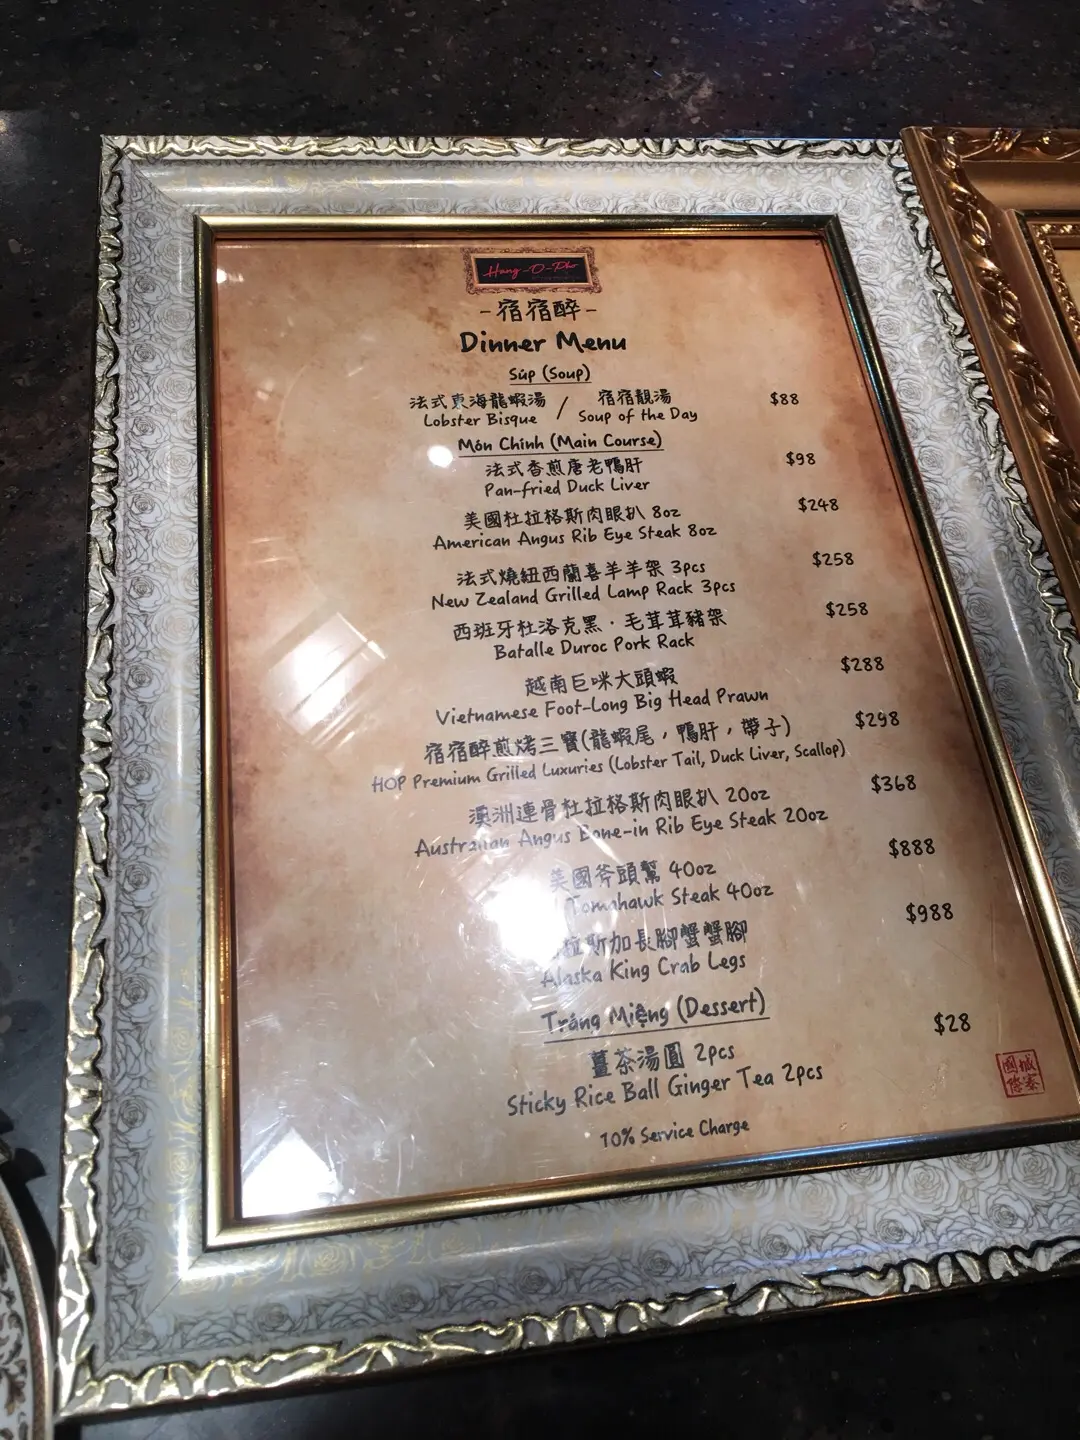 Hang-O-Pho
-宿宿醉-
Dinner Menu
Súp (Soup)
法式東海龍蝦湯 / 宿宿靚湯 $88
Lobster Bisque Soup of the Day
Món Chính (Main Course)
法式香煎唐老鴨肝 $98
Pan-fried Duck Liver
美國杜拉格斯肉眼扒 8oz $248
American Angus Rib Eye Steak 8oz
法式燒紐西蘭喜羊羊架 3pcs $258
New Zealand Grilled Lamp Rack 3pcs
西班牙杜洛克黑·毛茸茸豬架 $258
Batalle Duroc Pork Rack
越南巨咪大頭蝦 $288
Vietnamese Foot-Long Big Head Prawn
宿宿醉煎烤三寶(龍蝦尾，鴨肝，帶子) $298
HOP Premium Grilled Luxuries (Lobster Tail, Duck Liver, Scallop)
澳洲連骨杜拉格斯肉眼扒 20oz $368
Australian Angus Bone-in Rib Eye Steak 20oz
美國斧頭幫 40oz $888
Tomahawk Steak 40oz
拉斯加長腳蟹蟹腳 $988
Alaska King Crab Legs
Tráng Miệng (Dessert)
薑茶湯圓 2pcs $28
Sticky Rice Ball Ginger Tea 2pcs
10% Service Charge